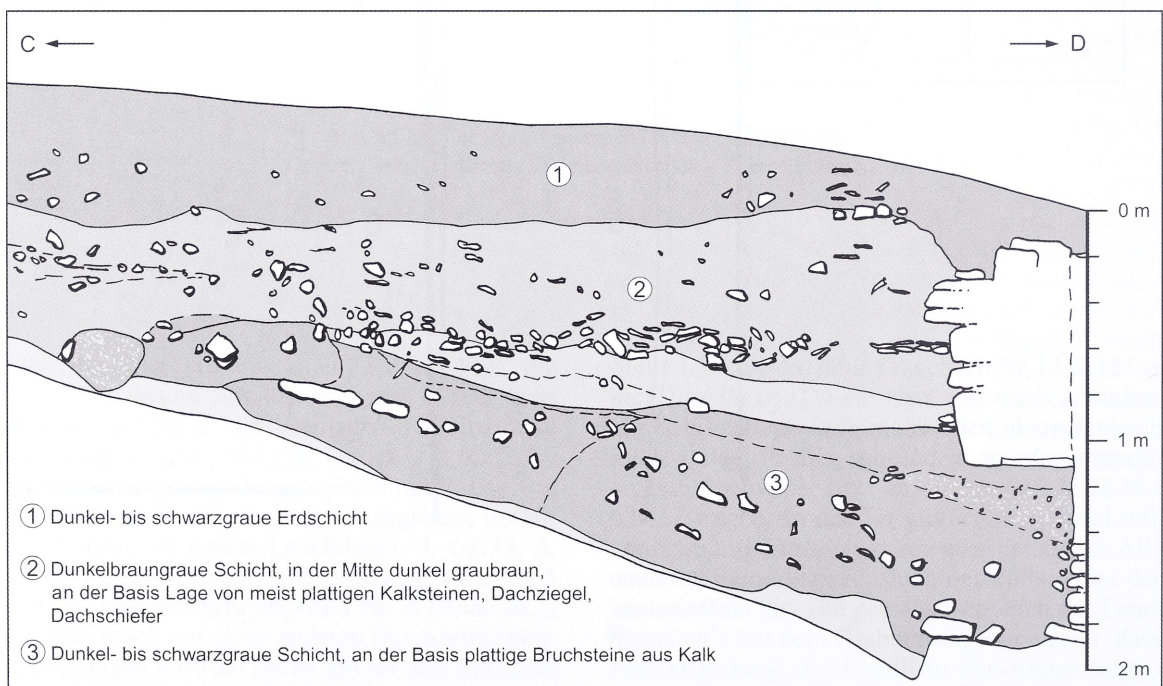 C
D
1
0 m
2
1 m
3
① Dunkel- bis schwarzgraue Erdschicht
② Dunkelbraungraue Schicht, in der Mitte dunkel graubraun,
an der Basis Lage von meist plattigen Kalksteinen, Dachziegel,
Dachschiefer
③ Dunkel- bis schwarzgraue Schicht, an der Basis plattige Bruchsteine aus Kalk
2 m